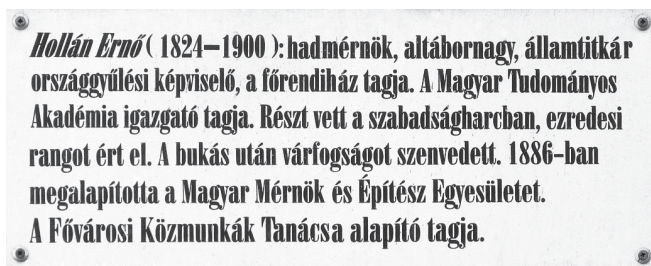 Hollán Ernő ( 1824–1900 ): hadmérnök, altábornagy, államtitkár
országgyűlési képviselő, a főrendiház tagja. A Magyar Tudományos
Akadémia igazgató tagja. Részt vett a szabadságharcban, ezredesi
rangot ért el. A bukás után várfogságot szenvedett. 1886–ban
megalapította a Magyar Mérnök és Építész Egyesületet.
A Fővárosi Közmunkák Tanácsa alapító tagja.